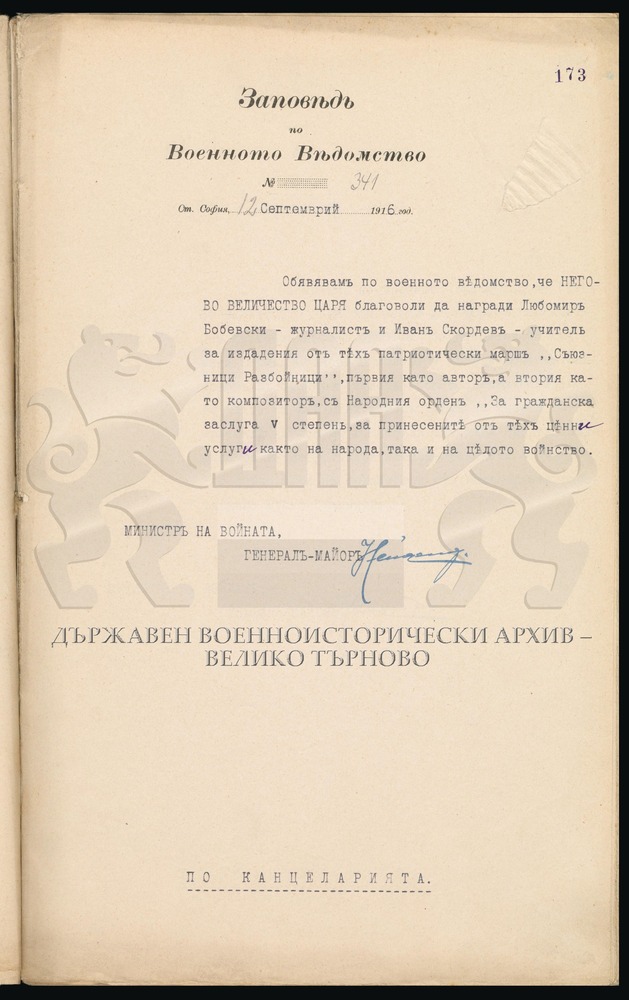 173
Заповѣдь
по
Военното Вѣдомство
№ 341
От. София, 12 Септемврий 1916 год.
Обявявамъ по военното вѣдомство,че НЕГО-
ВО ВЕЛИЧЕСТВО ЦАРЯ благоволи да награди Любомиръ
Бобевски - журналистъ и Иванъ Скордевъ - учитель
за издадения отъ тѣхъ патриотически маршъ ,,Съюз-
ници Разбойници'',първия като авторъ,а втория ка-
то композиторъ,съ Народния орденъ ,,За гражданска
заслуга V степень,за принесенитѣ отъ тѣхъ цѣнни
услуги както на народа,така и на цѣлото войнство.
МИНИСТРЪ НА ВОЙНАТА,
ГЕНЕРАЛЪ-МАЙОРЪ
ДЪРЖАВЕН ВОЕННОИСТОРИЧЕСКИ АРХИВ –
ВЕЛИКО ТЪРНОВО
ПО КАНЦЕЛАРИЯТА.